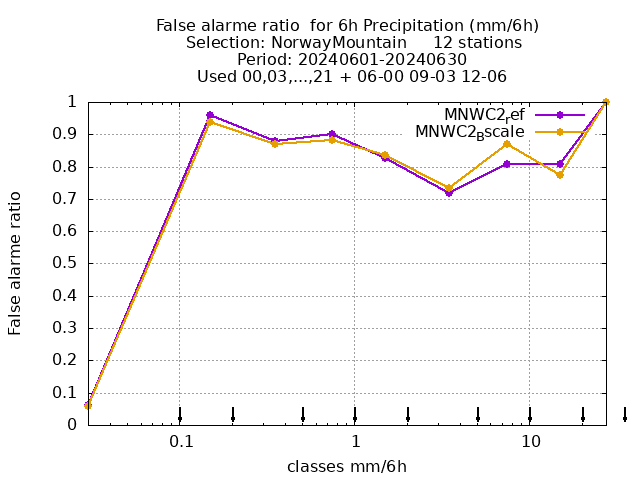 False alarme ratio  for 6h Precipitation (mm/6h)
Selection: NorwayMountain     12 stations
Period: 20240601-20240630
Used 00,03,...,21 + 06-00 09-03 12-06
MNWC2_ref
MNWC2_Bscale
False alarme ratio
1
0.9
0.8
0.7
0.6
0.5
0.4
0.3
0.2
0.1
0
0.1 1 10
classes mm/6h